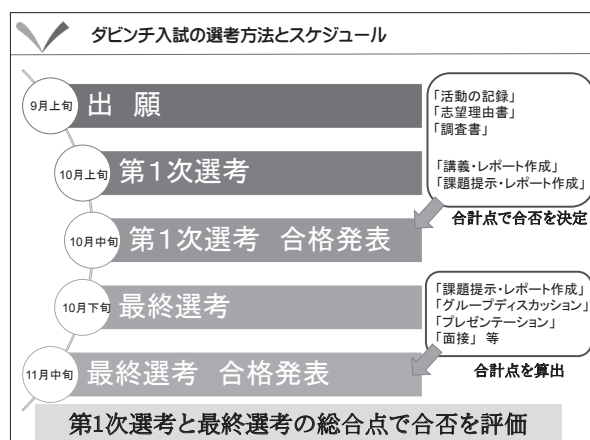 ダビンチ入試の選考方法とスケジュール
9月上旬
出 願
「活動の記録」
「志望理由書」
「調査書」
「講義・レポート作成」
「課題提示・レポート作成」
10月上旬
第1次選考
合計点で合否を決定
10月中旬
第1次選考 合格発表
10月下旬
最終選考
「課題提示・レポート作成」
「グループディスカッション」
「プレゼンテーション」
「面接」 等
11月中旬
最終選考 合格発表
合計点を算出
第1次選考と最終選考の総合点で合否を評価